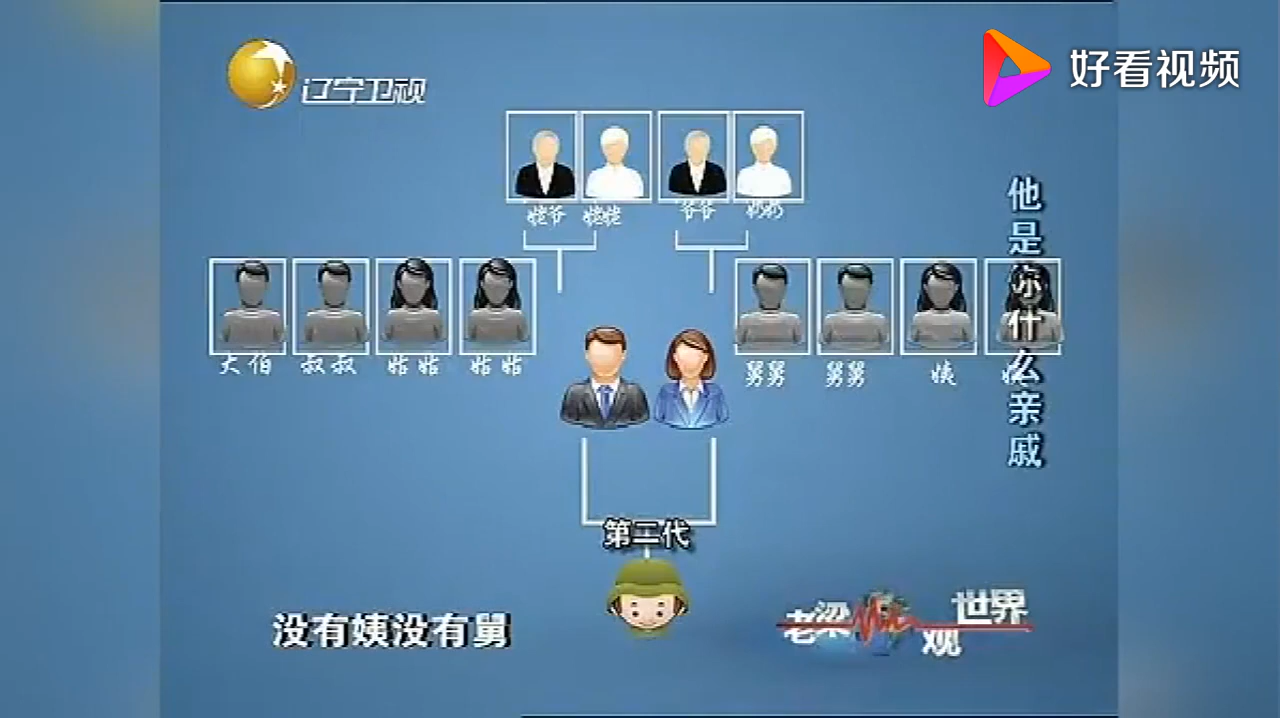 辽宁卫视
好看视频
姥爷
姥姥
爷爷
奶奶
大伯
叔叔
姑姑
姑姑
舅舅
舅舅
姨
他是你什么亲戚
第二代
没有姨没有舅
老梁观世界